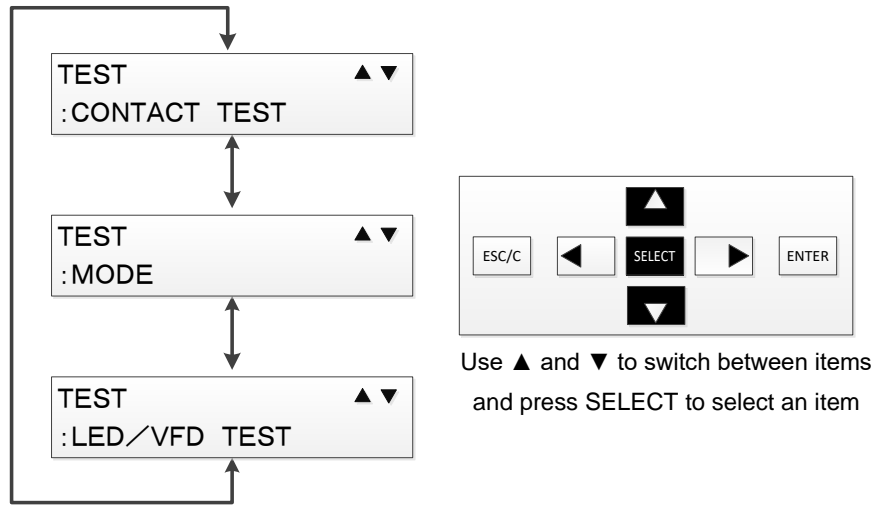 TEST ▲ ▼
:CONTACT TEST
TEST ▲ ▼
:MODE
TEST ▲ ▼
:LED／VFD TEST
ESC/C
SELECT
ENTER
Use ▲ and ▼ to switch between items
and press SELECT to select an item